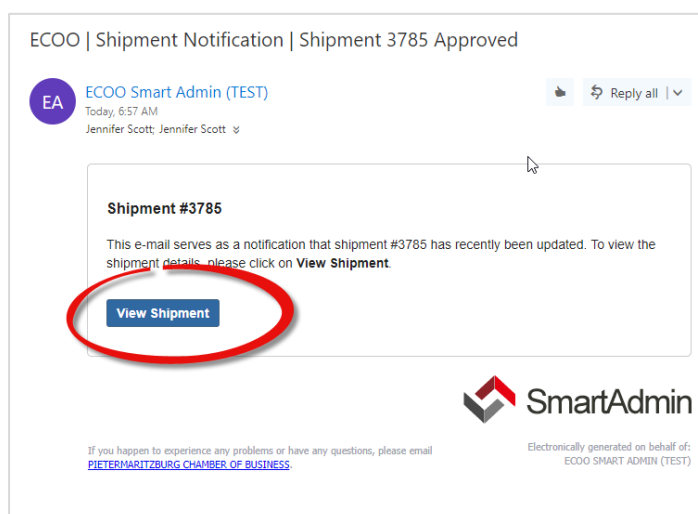 ECOO | Shipment Notification | Shipment 3785 Approved
EA
ECOO Smart Admin (TEST)
Today, 6:57 AM
Jennifer Scott; Jennifer Scott
Reply all |
Shipment #3785
This e-mail serves as a notification that shipment #3785 has recently been updated. To view the
shipment details, please click on View Shipment.
View Shipment
SmartAdmin
If you happen to experience any problems or have any questions, please email
PIETERMARITZBURG CHAMBER OF BUSINESS.
Electronically generated on behalf of:
ECOO SMART ADMIN (TEST)